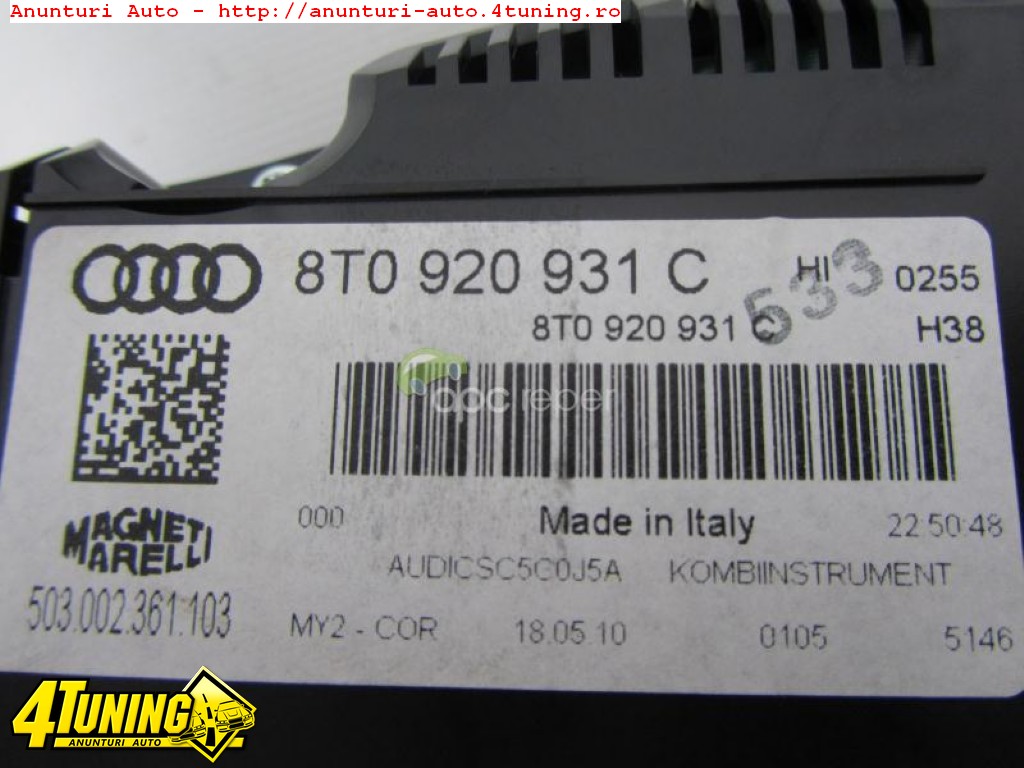 Anunturi Auto - http://anunturi-auto.4tuning.ro
8T0 920 931 C HI 0255
533
8T0 920 931 C H38
apc reper
000 Made in Italy 22:50:48
MAGNETI
MARELLI
AUDICSC5C0J5A KOMBIINSTRUMENT
503.002.361.103
MY2 - COR 18.05.10 0105 5146
4TUNING
ANUNTURI AUTO